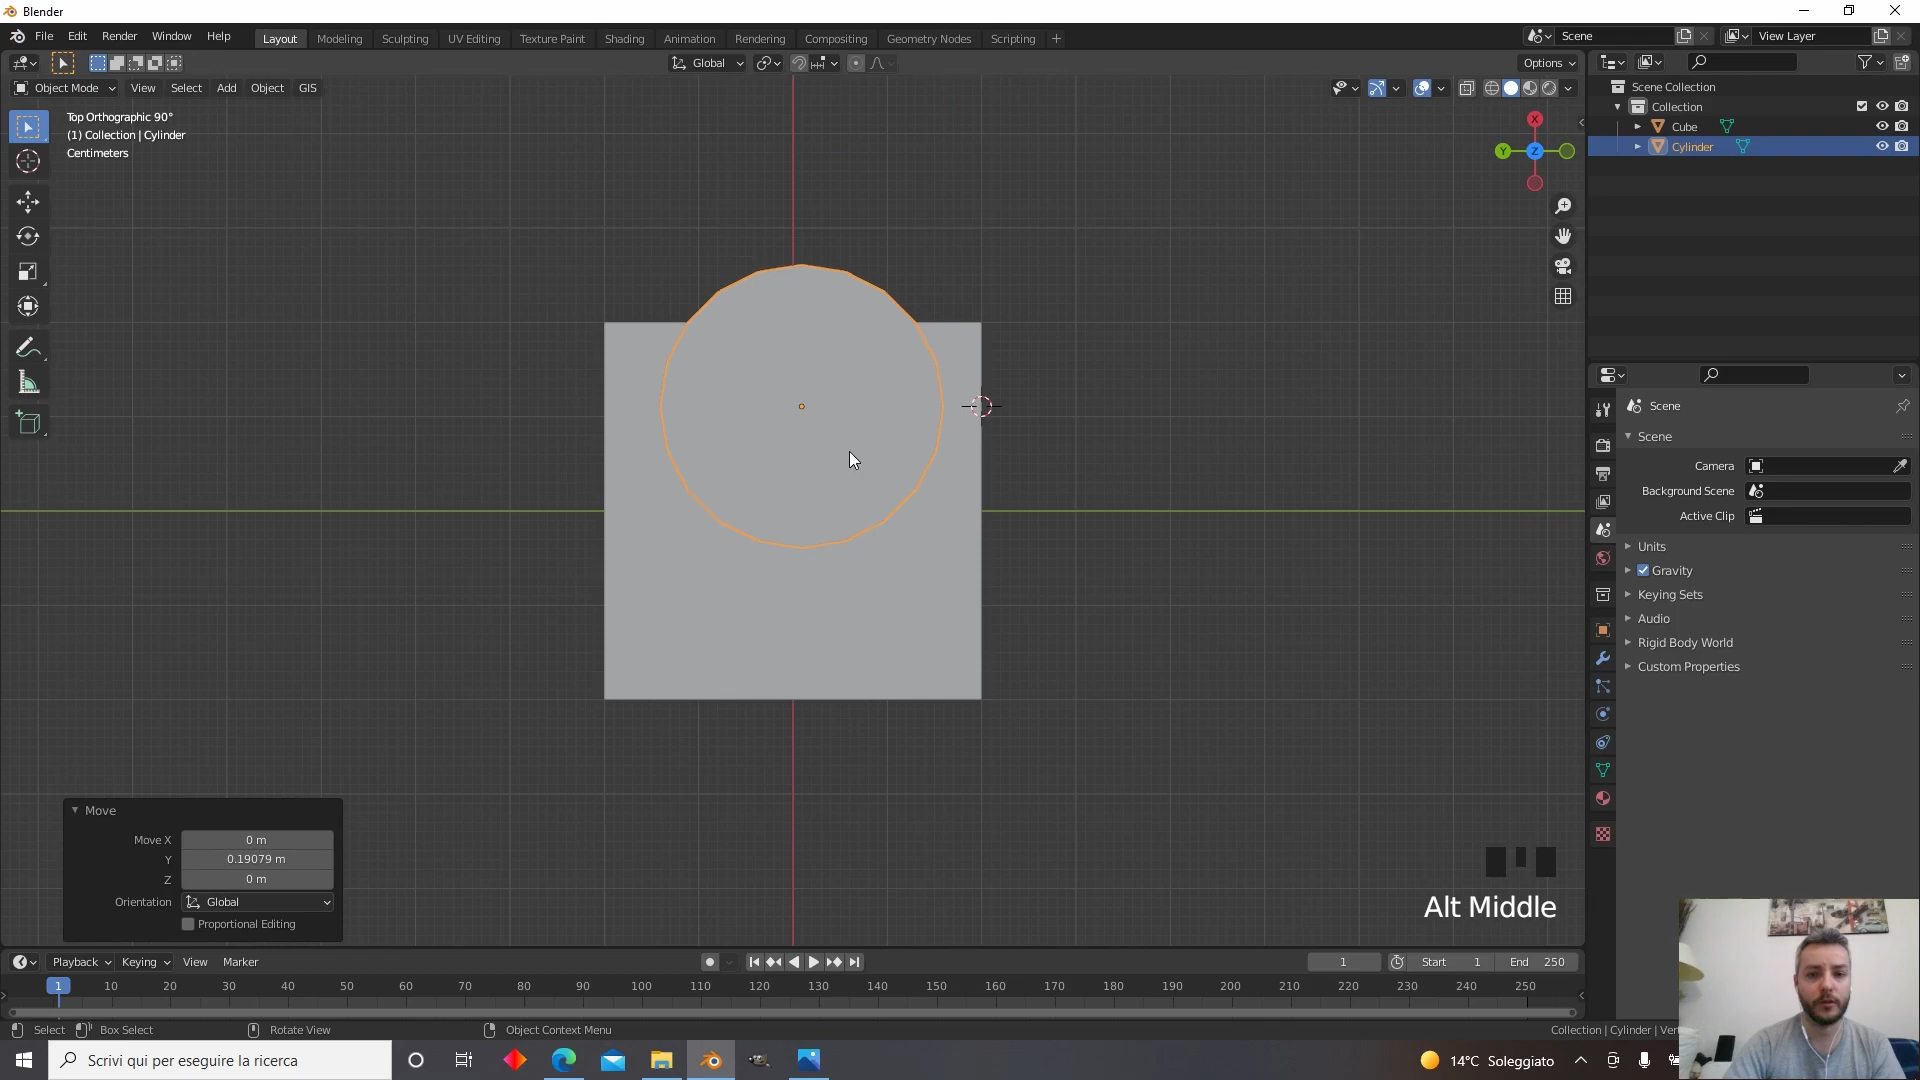 Blender
File Edit Render Window Help
Layout Modeling Sculpting UV Editing Texture Paint Shading Animation Rendering Compositing Geometry Nodes Scripting +
Scene
View Layer
Global
Options
Object Mode View Select Add Object GIS
Top Orthographic 90°
(1) Collection | Cylinder
Centimeters
X
Y
Z
Scene Collection
Collection
Cube
Cylinder
Scene
Scene
Camera
Background Scene
Active Clip
Units
Gravity
Keying Sets
Audio
Rigid Body World
Custom Properties
Move
Move X 0 m
Y 0.19079 m
Z 0 m
Orientation Global
Proportional Editing
Alt Middle
Playback Keying View Marker
1
Start 1
End 250
1 10 20 30 40 50 60 70 80 90 100 110 120 130 140 150 160 170 180 190 200 210 220 230 240 250
Select Box Select Rotate View Object Context Menu
Collection | Cylinder | Ver
Scrivi qui per eseguire la ricerca
14°C Soleggiato